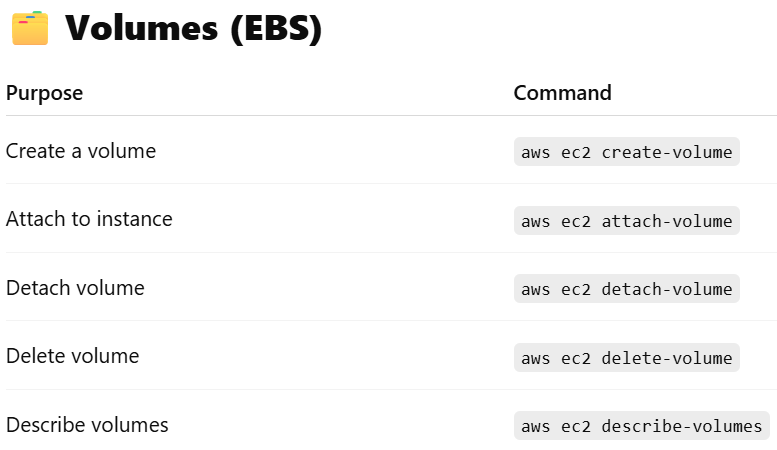 Volumes (EBS)
Purpose Command
Create a volume aws ec2 create-volume
Attach to instance aws ec2 attach-volume
Detach volume aws ec2 detach-volume
Delete volume aws ec2 delete-volume
Describe volumes aws ec2 describe-volumes